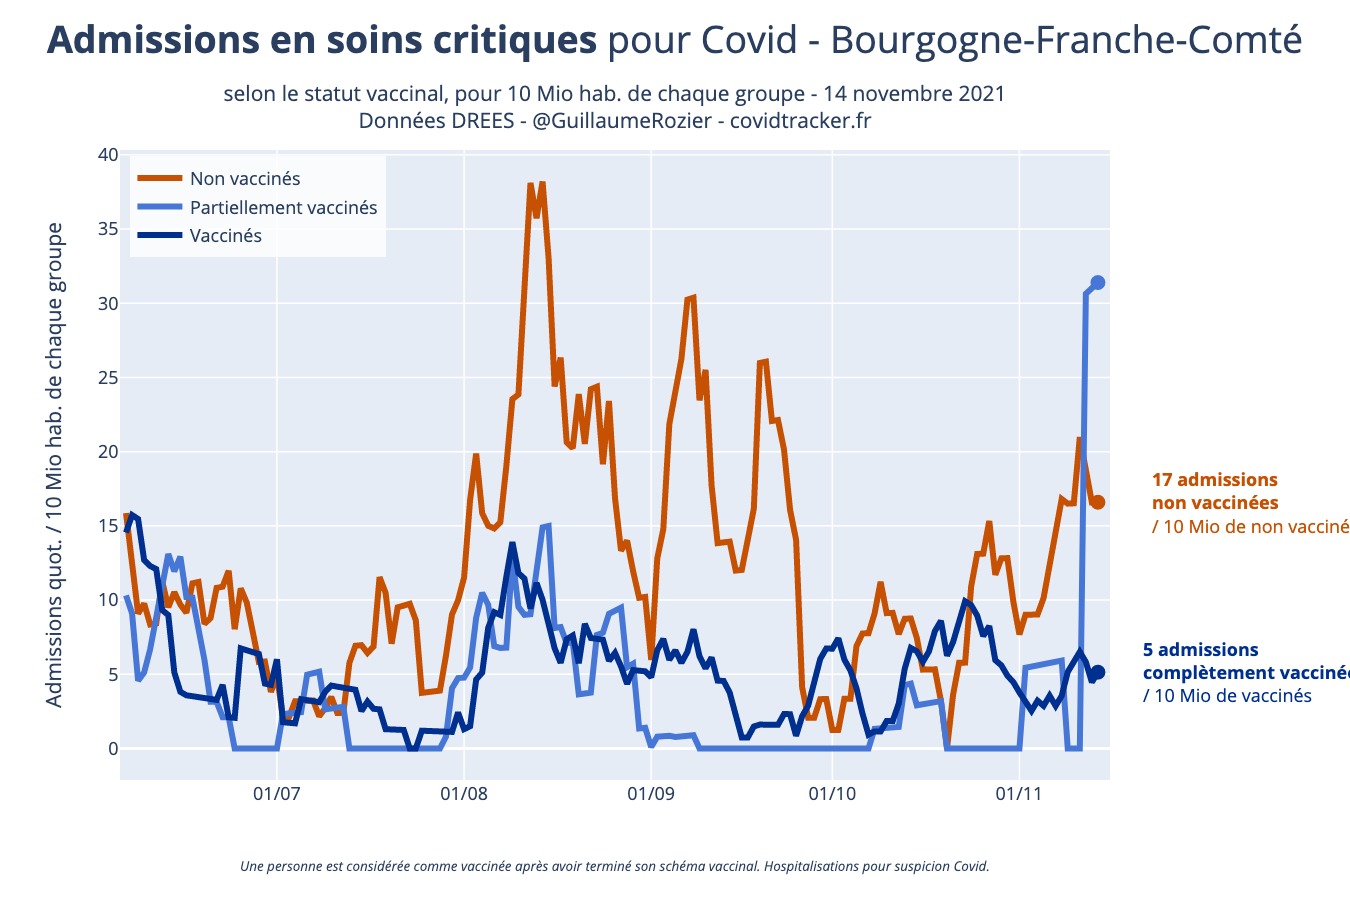 Admissions en soins critiques pour Covid - Bourgogne-Franche-Comté
selon le statut vaccinal, pour 10 Mio hab. de chaque groupe - 14 novembre 2021
Données DREES - @GuillaumeRozier - covidtracker.fr
Admissions quot. / 10 Mio hab. de chaque groupe
40
35
30
25
20
15
10
5
0
Non vaccinés
Partiellement vaccinés
Vaccinés
17 admissions
non vaccinées
/ 10 Mio de non vacciné
5 admissions
complètement vacciné
/ 10 Mio de vaccinés
01/07
01/08
01/09
01/10
01/11
Une personne est considérée comme vaccinée après avoir terminé son schéma vaccinal. Hospitalisations pour suspicion Covid.